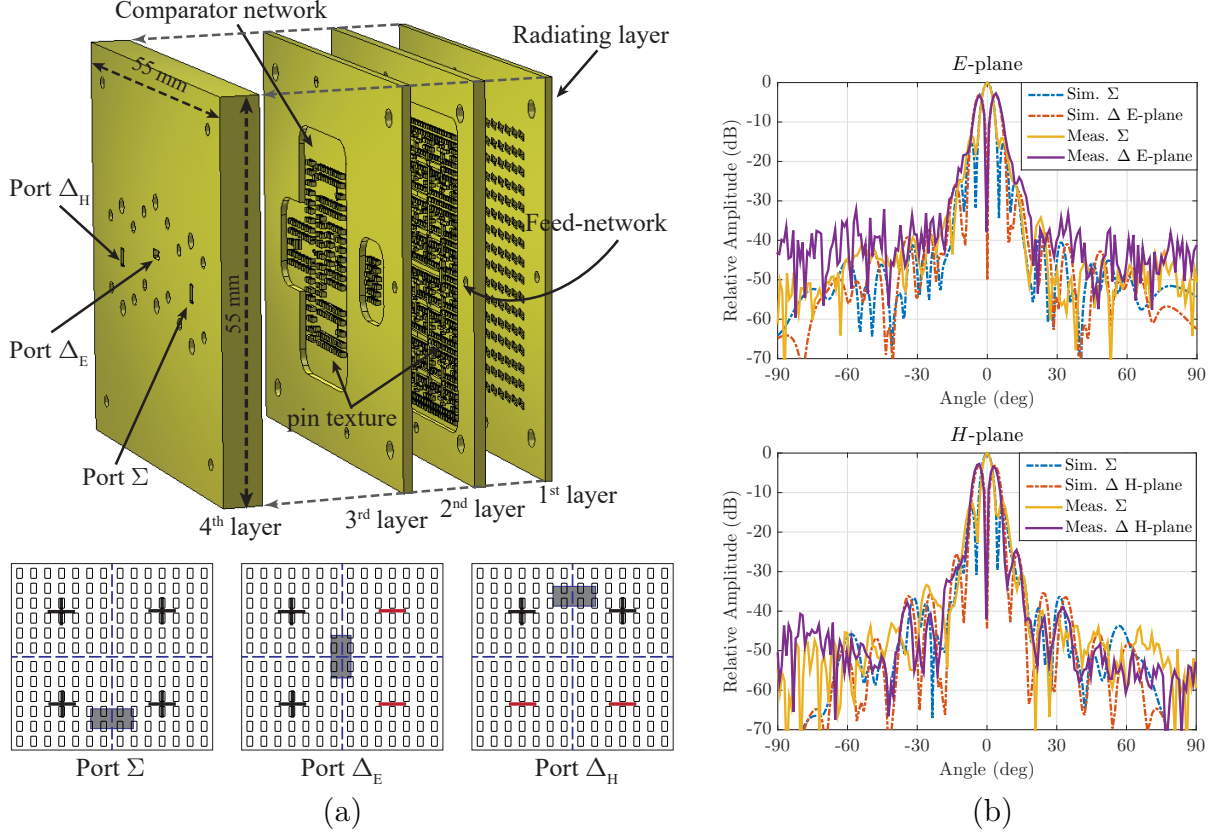 Comparator network
Radiating layer
55 mm
55 mm
Port Δ_H
Feed-network
Port Δ_E
pin texture
Port Σ
4th layer
3rd layer
2nd layer
1st layer
Port Σ
Port Δ_E
Port Δ_H
(a)
E-plane
Relative Amplitude (dB)
0
-10
-20
-30
-40
-50
-60
-70
Sim. Σ
Sim. Δ E-plane
Meas. Σ
Meas. Δ E-plane
-90 -60 -30 0 30 60 90
Angle (deg)
H-plane
Relative Amplitude (dB)
0
-10
-20
-30
-40
-50
-60
-70
Sim. Σ
Sim. Δ H-plane
Meas. Σ
Meas. Δ H-plane
-90 -60 -30 0 30 60 90
Angle (deg)
(b)